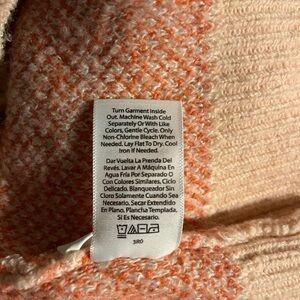 Turn Garment Inside
Out. Machine Wash Cold
Separately Or With Like
Colors, Gentle Cycle. Only
Non-Chlorine Bleach When
Needed. Lay Flat To Dry. Cool
Iron If Needed.
Dar Vuelta La Prenda Del
Revés. Lavar A Máquina En
Agua Fría Por Separado O
Con Colores Similares, Ciclo
Delicado. Blanqueador Sin
Cloro Solamente Cuando Sea
Necesario. Secar Extendido
En Plano. Plancha Templada,
Si Es Necesario.
3IR0